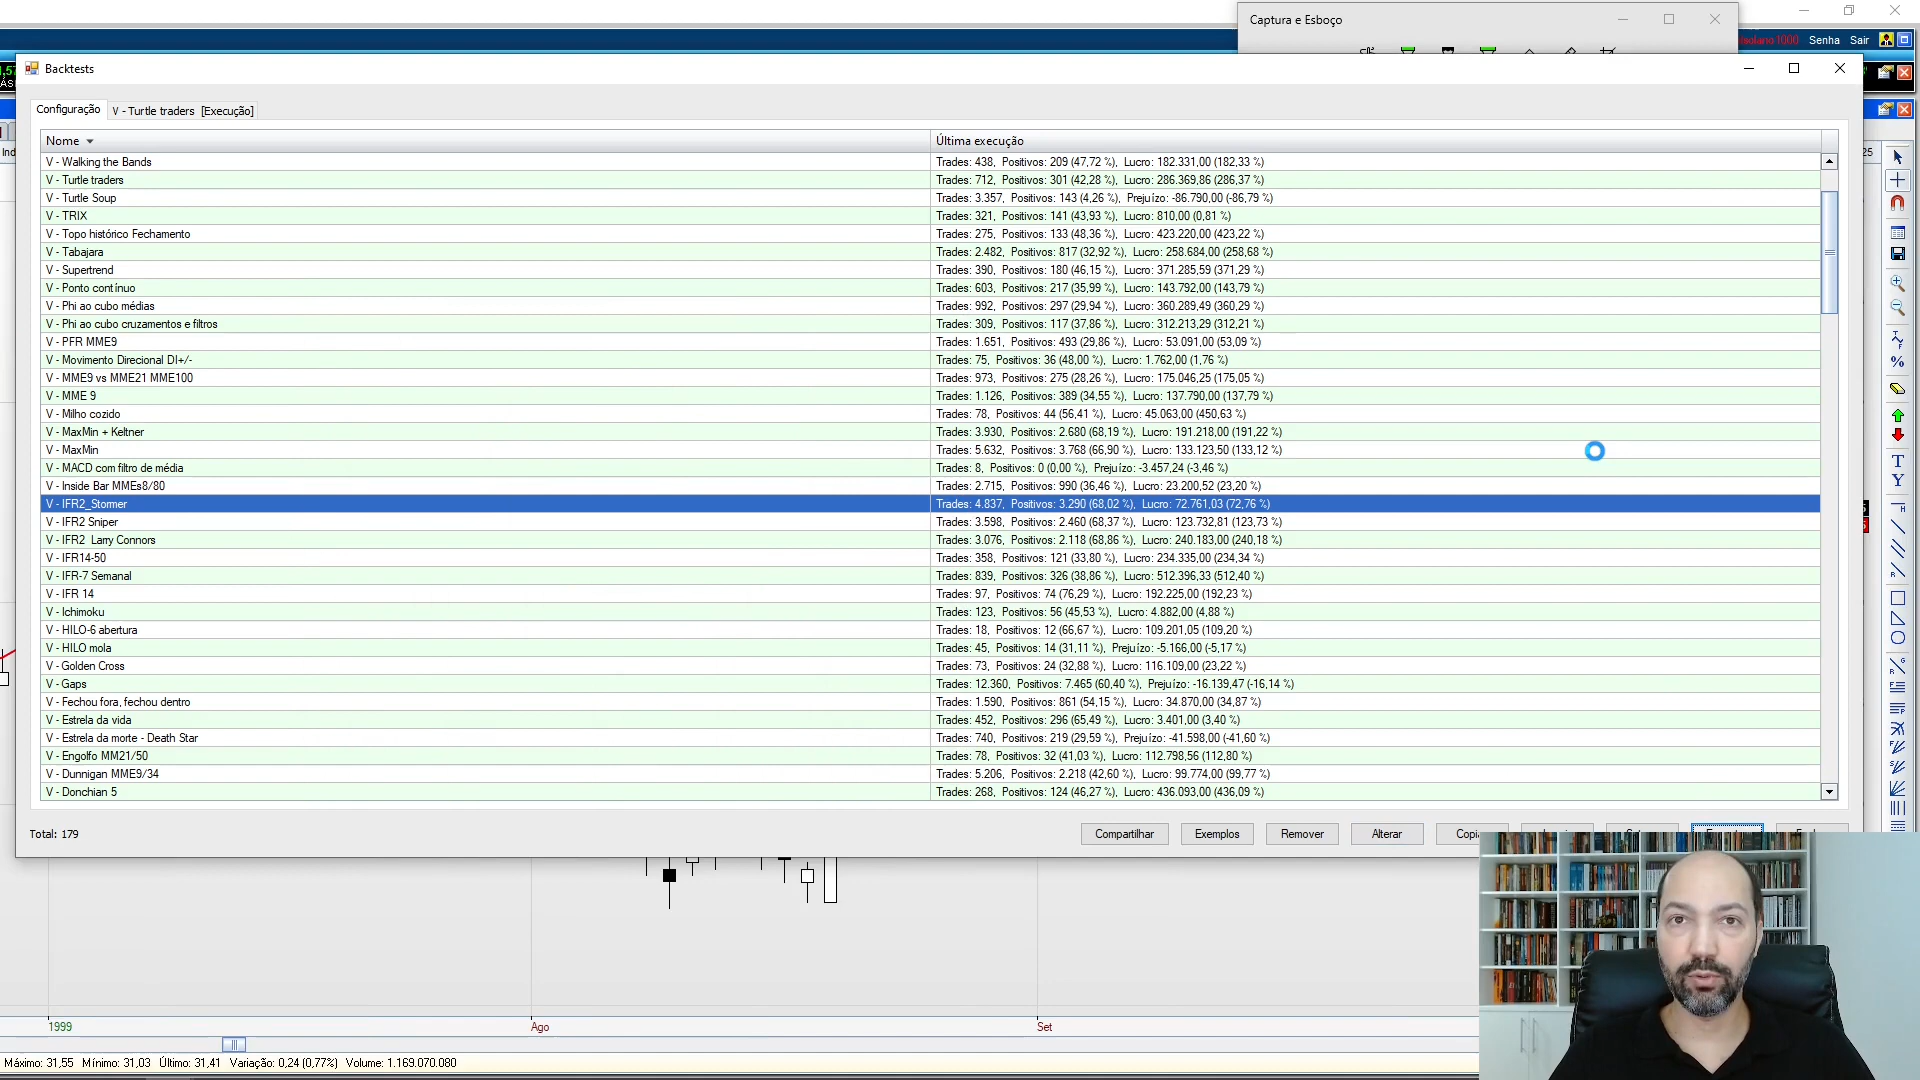 Captura e Esboço
Senha Sair
Backtests
Configuração V - Turtle traders [Execução]
Nome Última execução
V - Walking the Bands Trades: 438, Positivos: 209 (47,72 %), Lucro: 182.331,00 (182,33 %)
V - Turtle traders Trades: 712, Positivos: 301 (42,28 %), Lucro: 286.369,86 (286,37 %)
V - Turtle Soup Trades: 3.357, Positivos: 143 (4,26 %), Prejuízo: -86.790,00 (-86,79 %)
V - TRIX Trades: 321, Positivos: 141 (43,93 %), Lucro: 810,00 (0,81 %)
V - Topo histórico Fechamento Trades: 275, Positivos: 133 (48,36 %), Lucro: 423.220,00 (423,22 %)
V - Tabajara Trades: 2.482, Positivos: 817 (32,92 %), Lucro: 258.684,00 (258,68 %)
V - Supertrend Trades: 390, Positivos: 180 (46,15 %), Lucro: 371.285,59 (371,29 %)
V - Ponto contínuo Trades: 603, Positivos: 217 (35,99 %), Lucro: 143.792,00 (143,79 %)
V - Phi ao cubo médias Trades: 992, Positivos: 297 (29,94 %), Lucro: 360.289,49 (360,29 %)
V - Phi ao cubo cruzamentos e filtros Trades: 309, Positivos: 117 (37,86 %), Lucro: 312.213,29 (312,21 %)
V - PFR MME9 Trades: 1.651, Positivos: 493 (29,86 %), Lucro: 53.091,00 (53,09 %)
V - Movimento Direcional DI+/- Trades: 75, Positivos: 36 (48,00 %), Lucro: 1.762,00 (1,76 %)
V - MME9 vs MME21 MME100 Trades: 973, Positivos: 275 (28,26 %), Lucro: 175.046,25 (175,05 %)
V - MME 9 Trades: 1.126, Positivos: 389 (34,55 %), Lucro: 137.790,00 (137,79 %)
V - Milho cozido Trades: 78, Positivos: 44 (56,41 %), Lucro: 45.063,00 (450,63 %)
V - MaxMin + Keltner Trades: 3.930, Positivos: 2.680 (68,19 %), Lucro: 191.218,00 (191,22 %)
V - MaxMin Trades: 5.632, Positivos: 3.768 (66,90 %), Lucro: 133.123,50 (133,12 %)
V - MACD com filtro de média Trades: 8, Positivos: 0 (0,00 %), Prejuízo: -3.457,24 (-3,46 %)
V - Inside Bar MMEs8/80 Trades: 2.715, Positivos: 990 (36,46 %), Lucro: 23.200,52 (23,20 %)
V - IFR2_Stormer Trades: 4.837, Positivos: 3.290 (68,02 %), Lucro: 72.761,03 (72,76 %)
V - IFR2 Sniper Trades: 3.598, Positivos: 2.460 (68,37 %), Lucro: 123.732,81 (123,73 %)
V - IFR2 Larry Connors Trades: 3.076, Positivos: 2.118 (68,86 %), Lucro: 240.183,00 (240,18 %)
V - IFR14-50 Trades: 358, Positivos: 121 (33,80 %), Lucro: 234.335,00 (234,34 %)
V - IFR-7 Semanal Trades: 839, Positivos: 326 (38,86 %), Lucro: 512.396,33 (512,40 %)
V - IFR 14 Trades: 97, Positivos: 74 (76,29 %), Lucro: 192.225,00 (192,23 %)
V - Ichimoku Trades: 123, Positivos: 56 (45,53 %), Lucro: 4.882,00 (4,88 %)
V - HILO-6 abertura Trades: 18, Positivos: 12 (66,67 %), Lucro: 109.201,05 (109,20 %)
V - HILO mola Trades: 45, Positivos: 14 (31,11 %), Prejuízo: -5.166,00 (-5,17 %)
V - Golden Cross Trades: 73, Positivos: 24 (32,88 %), Lucro: 116.109,00 (23,22 %)
V - Gaps Trades: 12.360, Positivos: 7.465 (60,40 %), Prejuízo: -16.139,47 (-16,14 %)
V - Fechou fora, fechou dentro Trades: 1.590, Positivos: 861 (54,15 %), Lucro: 34.870,00 (34,87 %)
V - Estrela da vida Trades: 452, Positivos: 296 (65,49 %), Lucro: 3.401,00 (3,40 %)
V - Estrela da morte - Death Star Trades: 740, Positivos: 219 (29,59 %), Prejuízo: -41.598,00 (-41,60 %)
V - Engolfo MM21/50 Trades: 78, Positivos: 32 (41,03 %), Lucro: 112.798,56 (112,80 %)
V - Dunnigan MME9/34 Trades: 5.206, Positivos: 2.218 (42,60 %), Lucro: 99.774,00 (99,77 %)
V - Donchian 5 Trades: 268, Positivos: 124 (46,27 %), Lucro: 436.093,00 (436,09 %)
Total: 179 Compartilhar Exemplos Remover Alterar
1999 Ago Set
Máximo: 31,55 Mínimo: 31,03 Último: 31,41 Variação: 0,24 (0,77%) Volume: 1.169.070.080